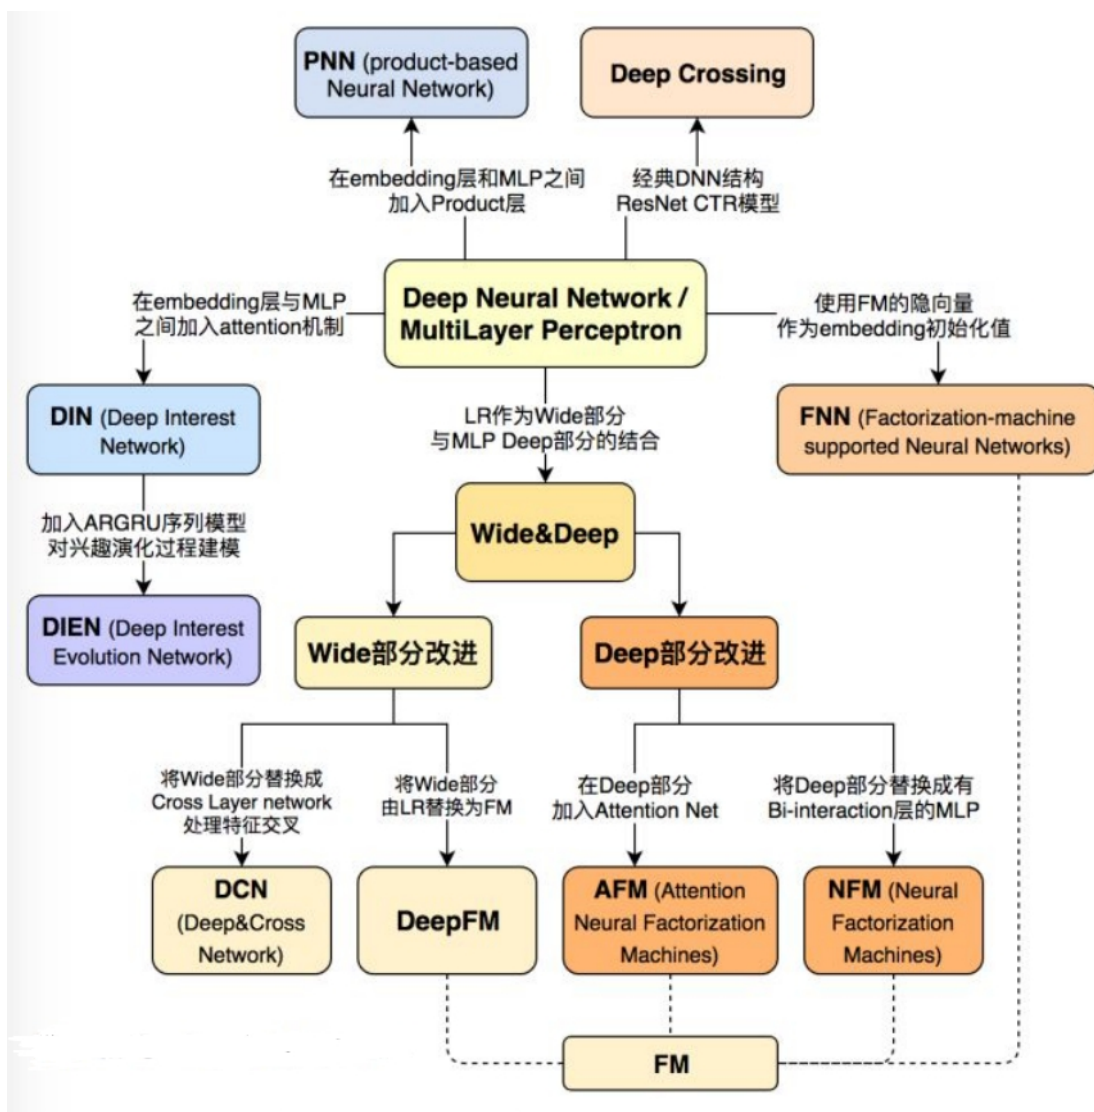 PNN (product-based
Neural Network)
Deep Crossing
在embedding层和MLP之间
加入Product层
经典DNN结构
ResNet CTR模型
Deep Neural Network /
MultiLayer Perceptron
在embedding层与MLP
之间加入attention机制
使用FM的隐向量
作为embedding初始化值
DIN (Deep Interest
Network)
LR作为Wide部分
与MLP Deep部分的结合
FNN (Factorization-machine
supported Neural Networks)
加入ARGRU序列模型
对兴趣演化过程建模
Wide&Deep
DIEN (Deep Interest
Evolution Network)
Wide部分改进
Deep部分改进
将Wide部分替换成
Cross Layer network
处理特征交叉
将Wide部分
由LR替换为FM
在Deep部分
加入Attention Net
将Deep部分替换成有
Bi-interaction层的MLP
DCN
(Deep&Cross
Network)
DeepFM
AFM (Attention
Neural Factorization
Machines)
NFM (Neural
Factorization
Machines)
FM